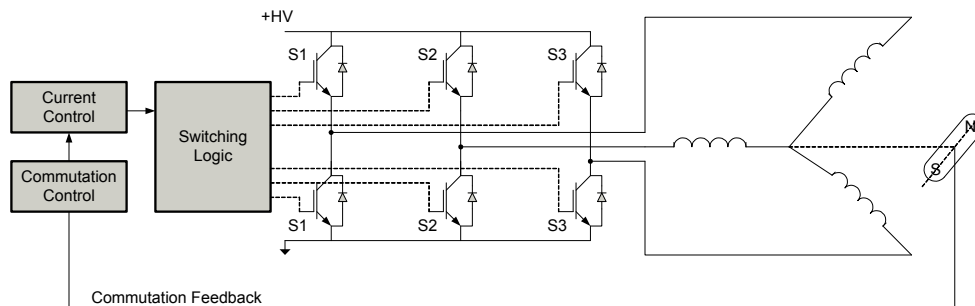 +HV
S1
S2
S3
Current
Control
Switching
Logic
Commutation
Control
N
S
S1
S2
S3
Commutation Feedback